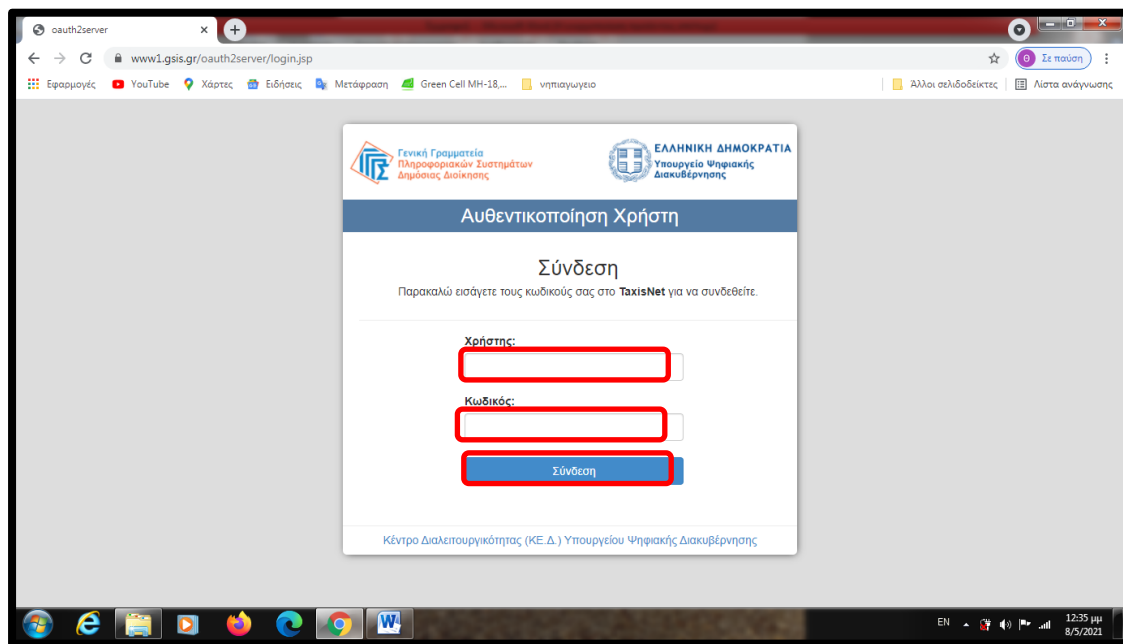 oauth2server
www1.gsis.gr/oauth2server/login.jsp
Θ Σε παύση
Εφαρμογές YouTube Χάρτες Ειδήσεις Μετάφραση Green Cell MH-18,... νηπιαγωγειο Άλλοι σελιδοδείκτες Λίστα ανάγνωσης
Γενική Γραμματεία
Πληροφοριακών Συστημάτων
Δημόσιας Διοίκησης
ΕΛΛΗΝΙΚΗ ΔΗΜΟΚΡΑΤΙΑ
Υπουργείο Ψηφιακής
Διακυβέρνησης
Αυθεντικοποίηση Χρήστη
Σύνδεση
Παρακαλώ εισάγετε τους κωδικούς σας στο TaxisNet για να συνδεθείτε.
Χρήστης:
Κωδικός:
Σύνδεση
Κέντρο Διαλειτουργικότητας (ΚΕ.Δ.) Υπουργείου Ψηφιακής Διακυβέρνησης
EN
12:35 μμ
8/5/2021